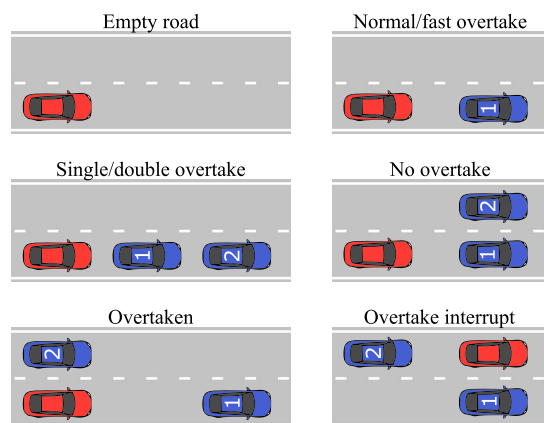 Empty road
Normal/fast overtake
1
Single/double overtake
1 2
No overtake
2
1
Overtaken
2
1
Overtake interrupt
2
1